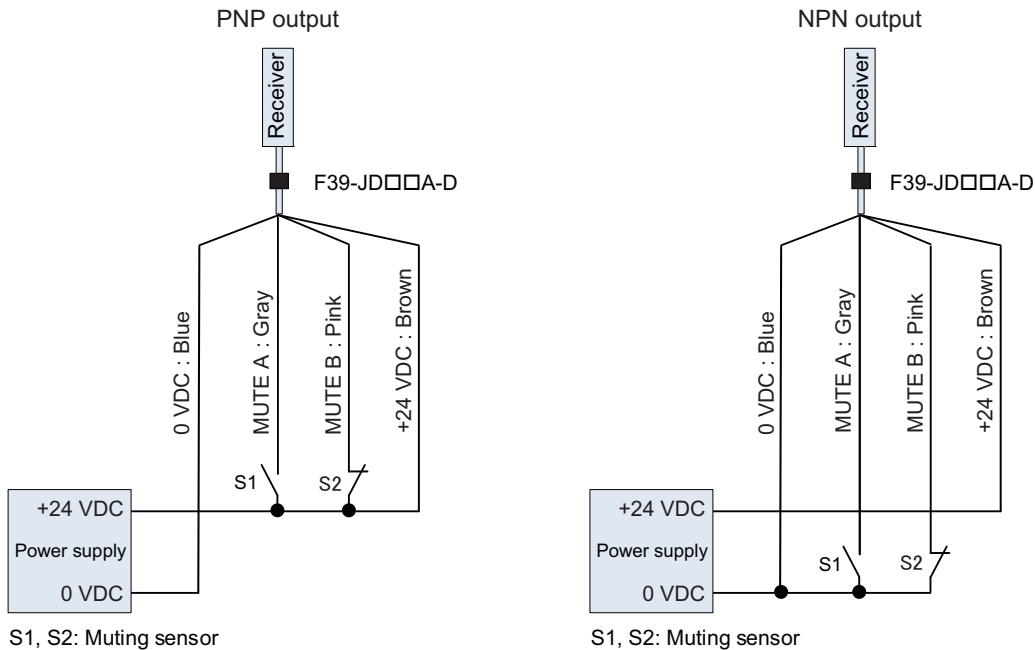 PNP output
Receiver
F39-JD□□A-D
0 VDC : Blue
MUTE A : Gray
MUTE B : Pink
+24 VDC : Brown
S1
S2
+24 VDC
Power supply
0 VDC
S1, S2: Muting sensor
NPN output
Receiver
F39-JD□□A-D
0 VDC : Blue
MUTE A : Gray
MUTE B : Pink
+24 VDC : Brown
+24 VDC
Power supply
S1
S2
0 VDC
S1, S2: Muting sensor